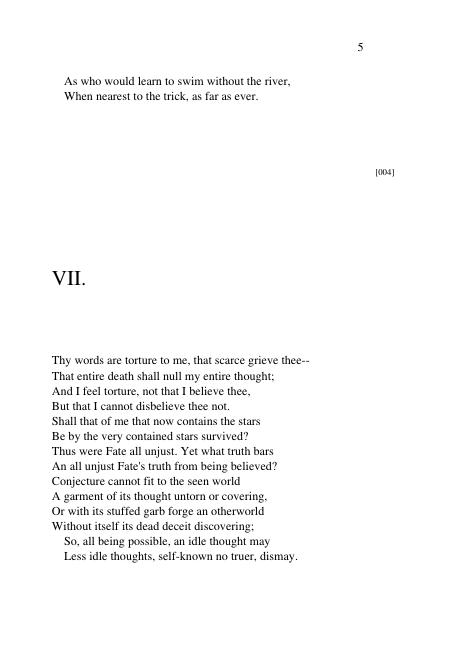 5
As who would learn to swim without the river,
When nearest to the trick, as far as ever.
[004]
VII.
Thy words are torture to me, that scarce grieve thee--
That entire death shall null my entire thought;
And I feel torture, not that I believe thee,
But that I cannot disbelieve thee not.
Shall that of me that now contains the stars
Be by the very contained stars survived?
Thus were Fate all unjust. Yet what truth bars
An all unjust Fate's truth from being believed?
Conjecture cannot fit to the seen world
A garment of its thought untorn or covering,
Or with its stuffed garb forge an otherworld
Without itself its dead deceit discovering;
So, all being possible, an idle thought may
Less idle thoughts, self-known no truer, dismay.